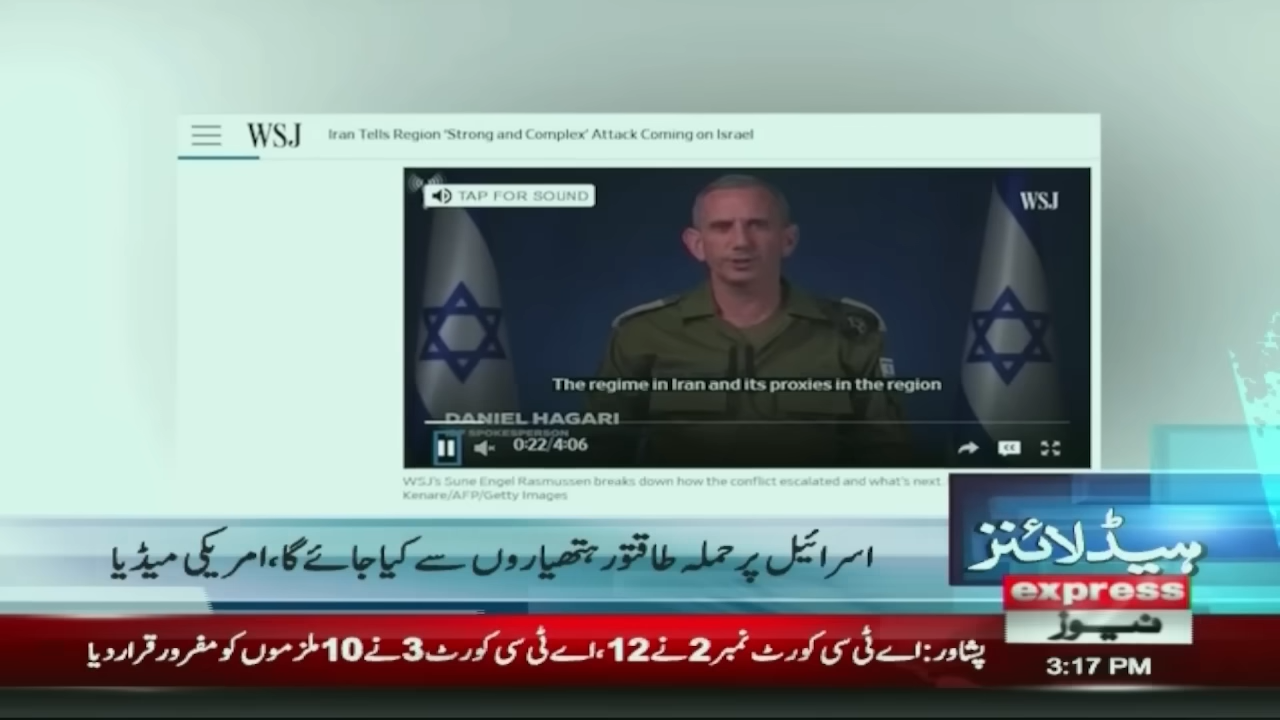 WSJ
Iran Tells Region 'Strong and Complex' Attack Coming on Israel
TAP FOR SOUND
WSJ
The regime in Iran and its proxies in the region
DANIEL HAGARI
SPOKESPERSON
0:22/4:06
CC
WSJ's Sune Engel Rasmussen breaks down how the conflict escalated and what's next
Kenare/AFP/Getty Images
اسرائیل پر حملہ طاقتور ہتھیاروں سے کیا جائے گا، امریکی میڈیا
ہیڈلائنز
express
نیوز
پشاور: اے ٹی سی کورٹ نمبر 2 نے 12، اے ٹی سی کورٹ 3 نے 10 ملزموں کو مفرور قرار دیا
3:17 PM